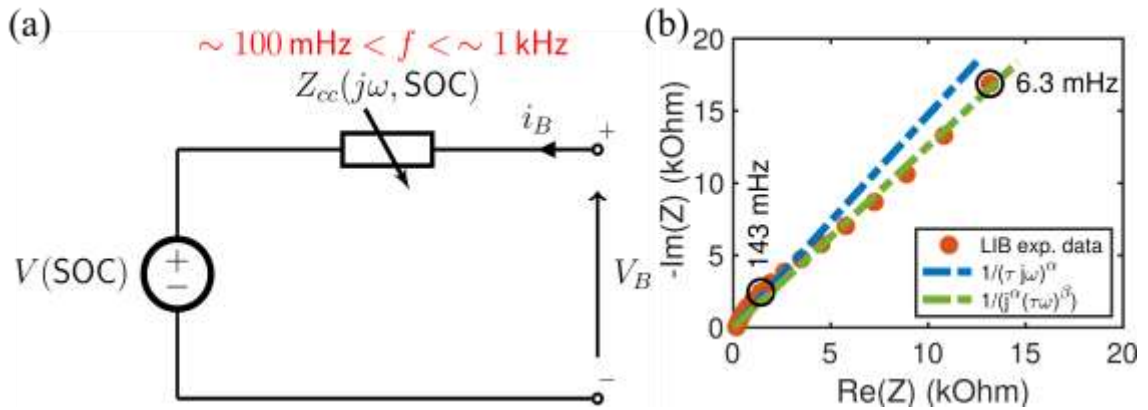 (a)
∼ 100 mHz < f < ∼ 1 kHz
Z_cc(jω, SOC)
i_B
+
+
−
V(SOC)
V_B
−
(b)
20
15
10
5
0
-Im(Z) (kOhm)
143 mHz
6.3 mHz
LIB exp. data
1/(τ jω)^α
1/(j^α(τω)^β)
0
5
10
15
20
Re(Z) (kOhm)